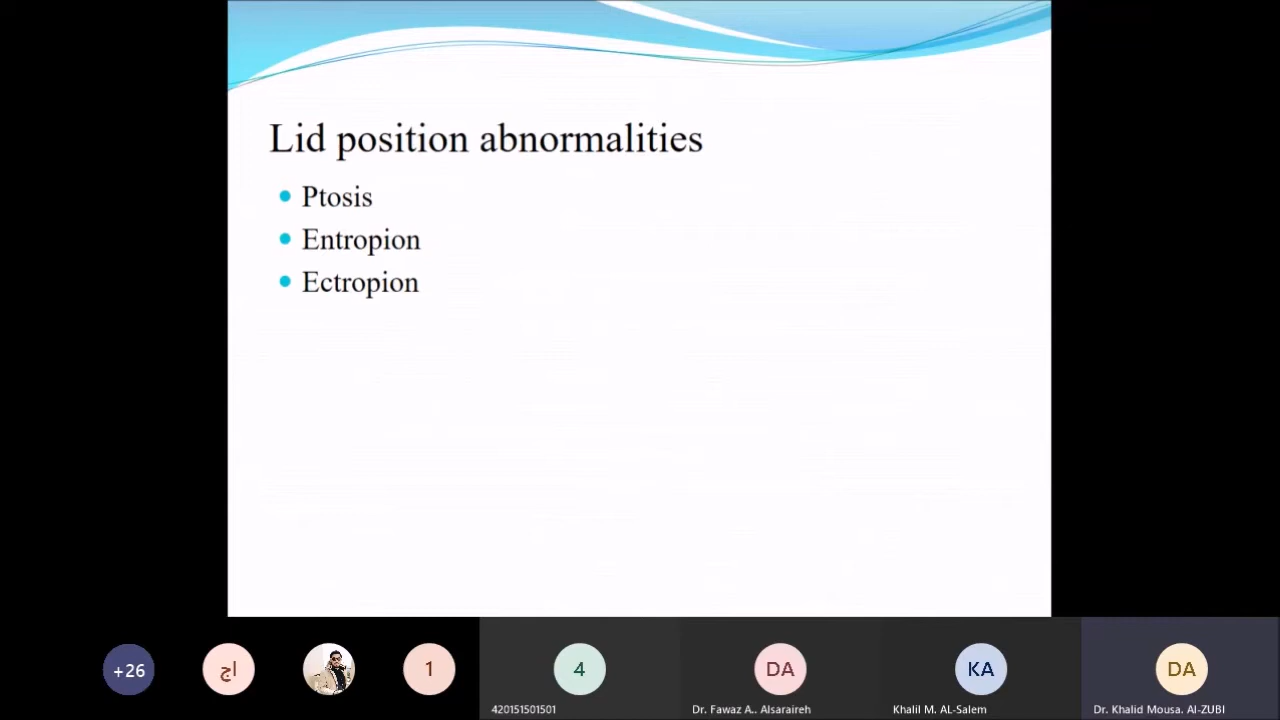 Lid position abnormalities
Ptosis
Entropion
Ectropion
+26
اج
1
4
DA
KA
DA
420151501501
Dr. Fawaz A.. Alsaraireh
Khalil M. AL-Salem
Dr. Khalid Mousa. Al-ZUBI